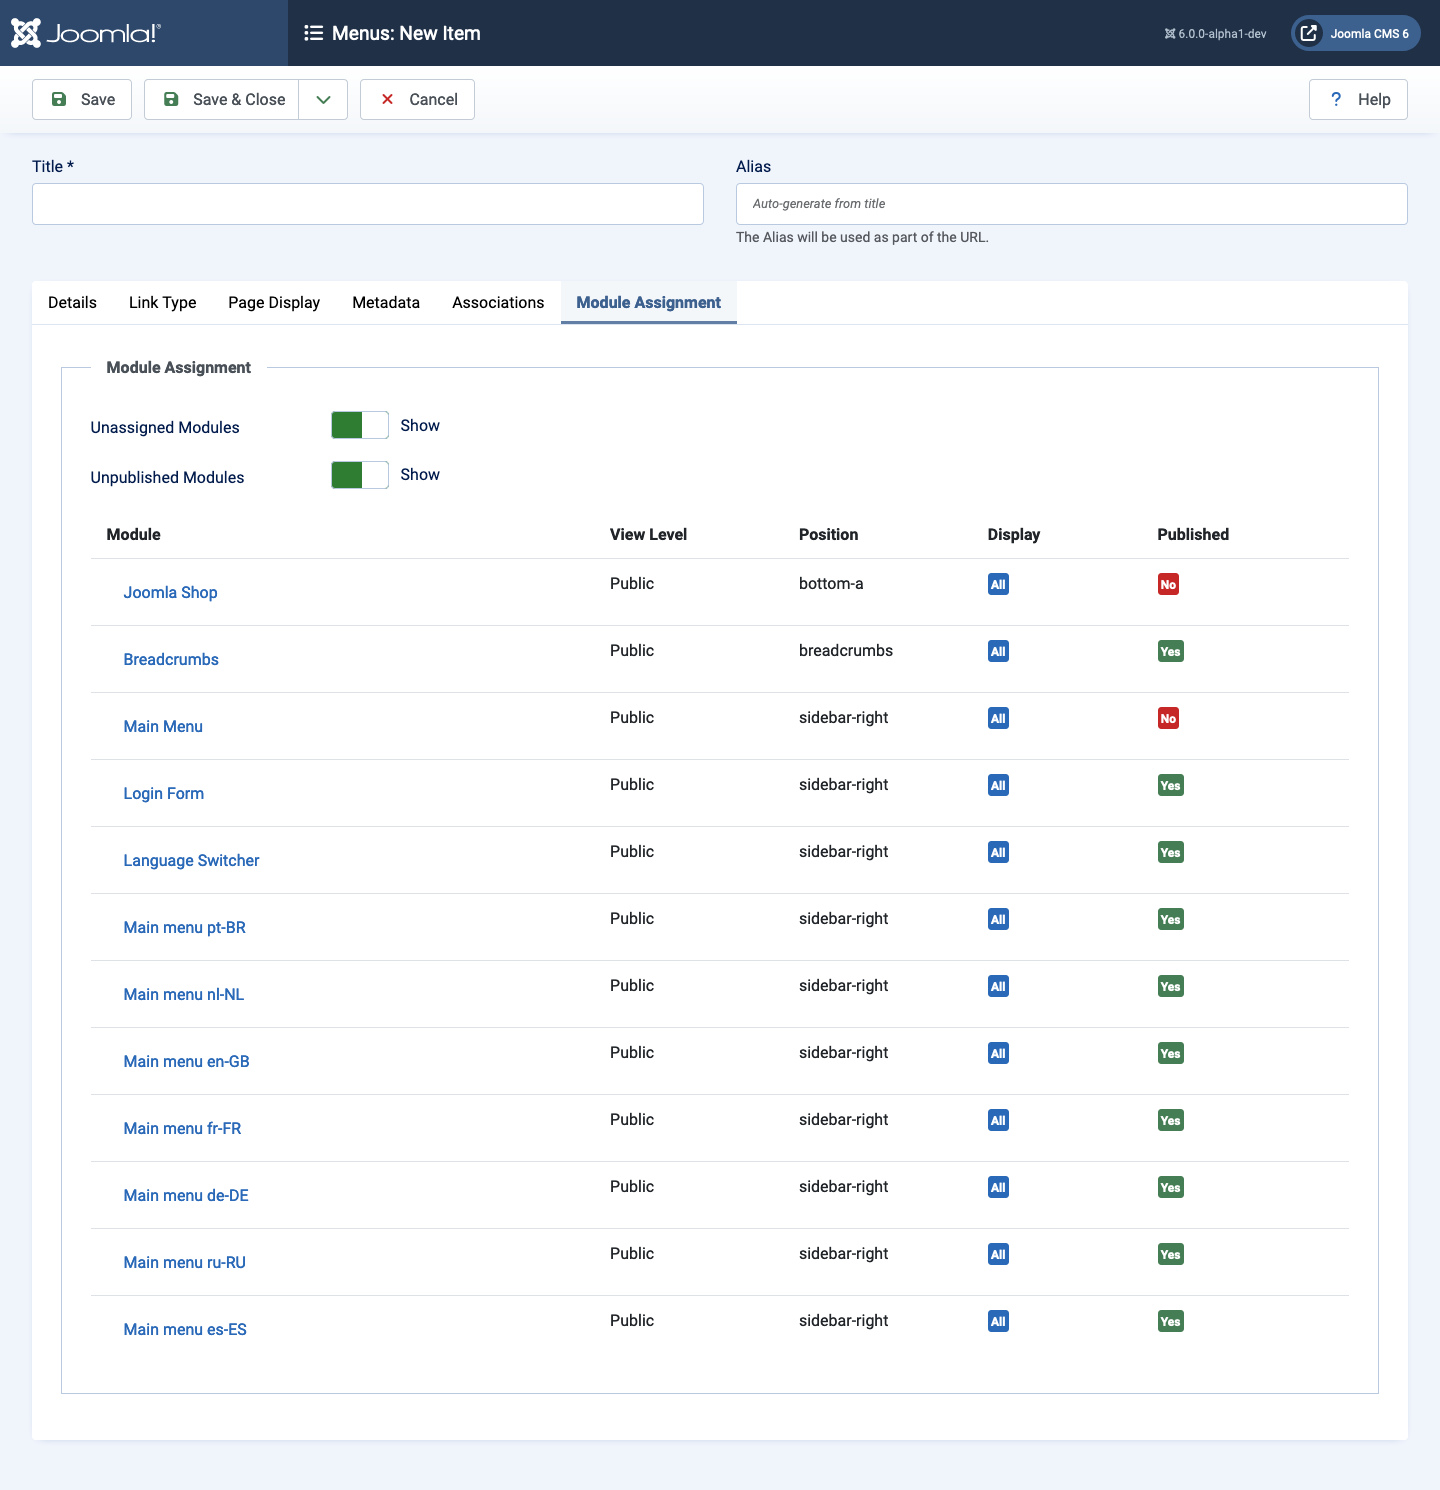 Joomla!®
Menus: New Item
6.0.0-alpha1-dev
Joomla CMS 6
Save
Save & Close
Cancel
? Help
Title *
Alias
Auto-generate from title
The Alias will be used as part of the URL.
Details Link Type Page Display Metadata Associations Module Assignment
Module Assignment
Unassigned Modules Show
Unpublished Modules Show
Module View Level Position Display Published
Joomla Shop Public bottom-a All No
Breadcrumbs Public breadcrumbs All Yes
Main Menu Public sidebar-right All No
Login Form Public sidebar-right All Yes
Language Switcher Public sidebar-right All Yes
Main menu pt-BR Public sidebar-right All Yes
Main menu nl-NL Public sidebar-right All Yes
Main menu en-GB Public sidebar-right All Yes
Main menu fr-FR Public sidebar-right All Yes
Main menu de-DE Public sidebar-right All Yes
Main menu ru-RU Public sidebar-right All Yes
Main menu es-ES Public sidebar-right All Yes